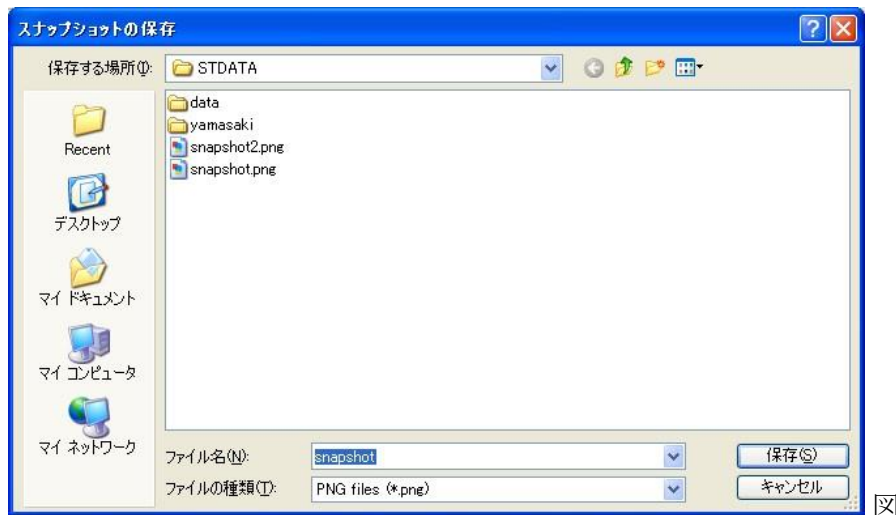 スナップショットの保存
保存する場所(I):
STDATA
Recent
デスクトップ
マイ ドキュメント
マイ コンピュータ
マイ ネットワーク
data
yamasaki
snapshot2.png
snapshot.png
ファイル名(N):
snapshot
保存(S)
ファイルの種類(T):
PNG files (*.png)
キャンセル
図